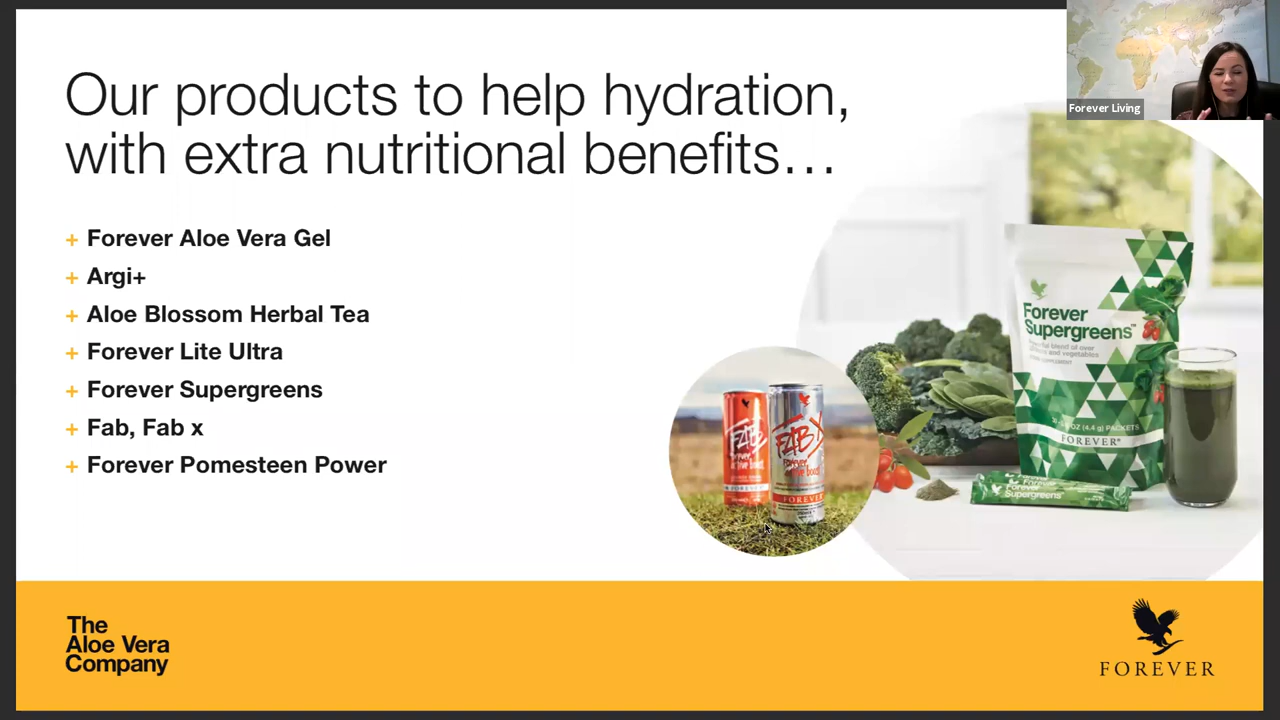 Our products to help hydration,
with extra nutritional benefits...
+ Forever Aloe Vera Gel
+ Argi+
+ Aloe Blossom Herbal Tea
+ Forever Lite Ultra
+ Forever Supergreens
+ Fab, Fab x
+ Forever Pomesteen Power
Forever Living
Forever
Supergreens™
FOREVER®
Forever
Supergreens
FAB
FAB X
FOREVER
FOREVER
The
Aloe Vera
Company
FOREVER